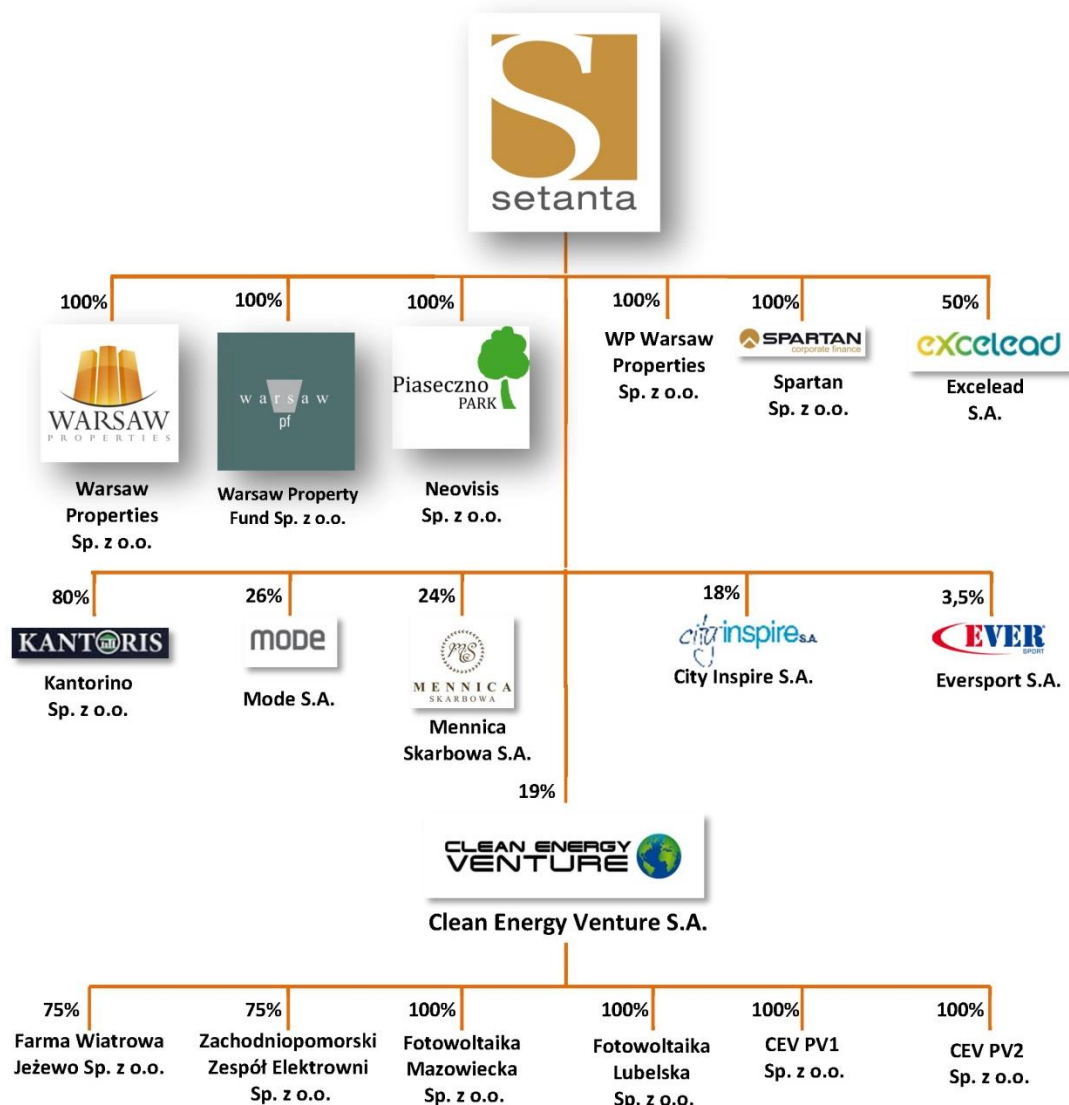 S
setanta
100%
100%
100%
100%
100%
50%
WARSAW
PROPERTIES
Warsaw
Properties
Sp. z o.o.
warsaw
pf
Warsaw Property
Fund Sp. z o.o.
Piaseczno
PARK
Neovisis
Sp. z o.o.
WP Warsaw
Properties
Sp. z o.o.
SPARTAN
corporate finance
Spartan
Sp. z o.o.
excelead
Excelead
S.A.
80%
26%
24%
18%
3,5%
KANTORIS
Kantorino
Sp. z o.o.
mode
Mode S.A.
MS
MENNICA
SKARBOWA
Mennica
Skarbowa S.A.
city inspire S.A.
City Inspire S.A.
EVER
SPORT
Eversport S.A.
19%
CLEAN ENERGY
VENTURE
Clean Energy Venture S.A.
75%
75%
100%
100%
100%
100%
Farma Wiatrowa
Jeżewo Sp. z o.o.
Zachodniopomorski
Zespół Elektrowni
Sp. z o.o.
Fotowoltaika
Mazowiecka
Sp. z o.o.
Fotowoltaika
Lubelska
Sp. z o.o.
CEV PV1
Sp. z o.o.
CEV PV2
Sp. z o.o.